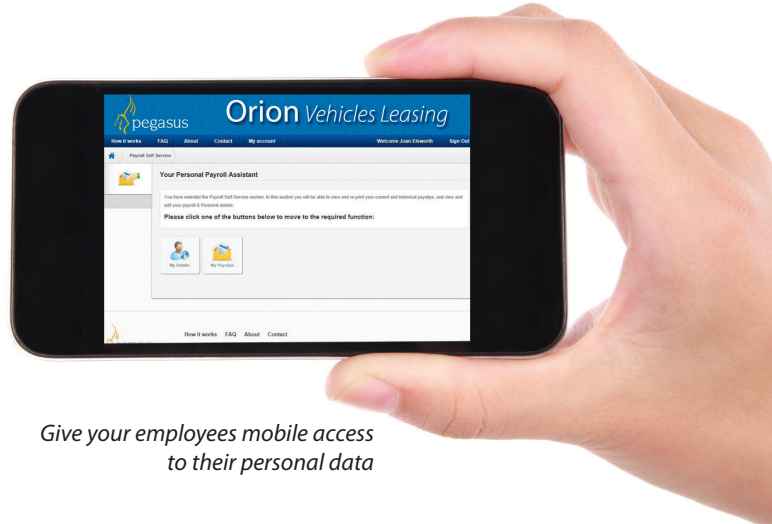 pegasus
Orion Vehicles Leasing
How it works FAQ About Contact My account Welcome Joan Elsworth Sign Out
Payroll Self Service
Your Personal Payroll Assistant
You have selected the Payroll Self-Service section. In this section you will be able to view and re-print your current and historical payslips, and view and
edit your payroll & Personal details.
Please click one of the buttons below to move to the required function:
My Details My Payslips
How it works FAQ About Contact
Give your employees mobile access
to their personal data